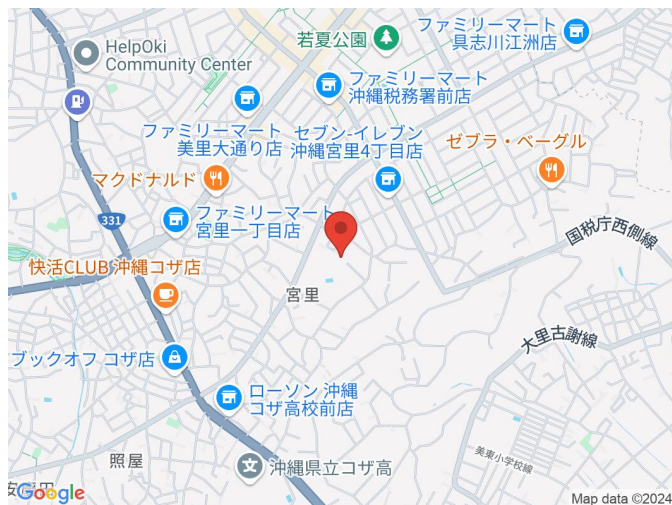 ファミリーマート
具志川江洲店
若夏公園
HelpOki
Community Center
ファミリーマート
沖縄税務署前店
ファミリーマート
美里大通り店
セブン-イレブン
沖縄宮里4丁目店
ゼブラ・ベーグル
マクドナルド
ファミリーマート
宮里一丁目店
331
国税庁西側線
快活CLUB 沖縄コザ店
宮里
大里古謝線
ブックオフ コザ店
ローソン 沖縄
コザ高校前店
美東小学校線
照屋
沖縄県立コザ高
Google
Map data ©2024